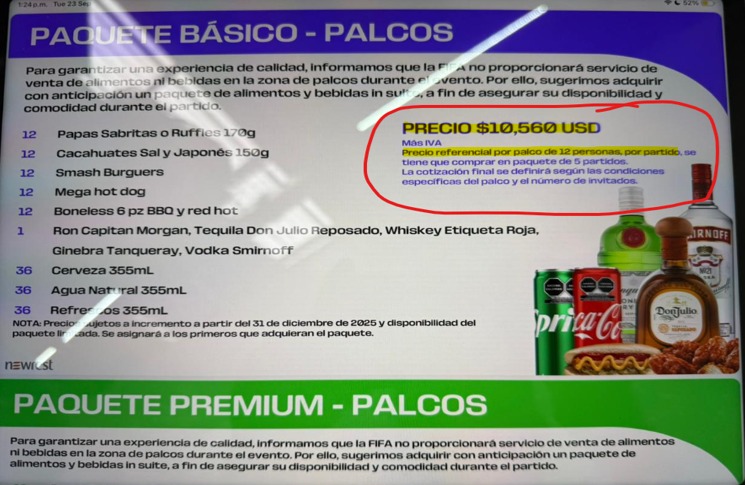 1:24 p.m. Tue 23 Sep
52%
PAQUETE BÁSICO - PALCOS
Para garantizar una experiencia de calidad, informamos que la FIFA no proporcionará servicio de
venta de alimentos ni bebidas en la zona de palcos durante el evento. Por ello, sugerimos adquirir
con anticipación un paquete de alimentos y bebidas in suite, a fin de asegurar su disponibilidad y
comodidad durante el partido.
12 Papas Sabritas o Ruffles 170g
12 Cacahuates Sal y Japonés 150g
12 Smash Burguers
12 Mega hot dog
12 Boneless 6 pz BBQ y red hot
1 Ron Capitan Morgan, Tequila Don Julio Reposado, Whiskey Etiqueta Roja,
Ginebra Tanqueray, Vodka Smirnoff
36 Cerveza 355mL
36 Agua Natural 355mL
36 Refrescos 355mL
NOTA: Precios sujetos a incremento a partir del 31 de diciembre de 2025 y disponibilidad del
paquete limitada. Se asignará a los primeros que adquieran el paquete.
newrest
PRECIO $10,560 USD
Más IVA
Precio referencial por palco de 12 personas, por partido, se
tiene que comprar en paquete de 5 partidos.
La cotización final se definirá según las condiciones
específicas del palco y el número de invitados.
SMIRNOFF
Sprite
Coca-Cola
Don Julio
PAQUETE PREMIUM - PALCOS
Para garantizar una experiencia de calidad, informamos que la FIFA no proporcionará servicio de venta de alimentos
ni bebidas en la zona de palcos durante el evento. Por ello, sugerimos adquirir con anticipación un paquete de
alimentos y bebidas in suite, a fin de asegurar su disponibilidad y comodidad durante el partido.